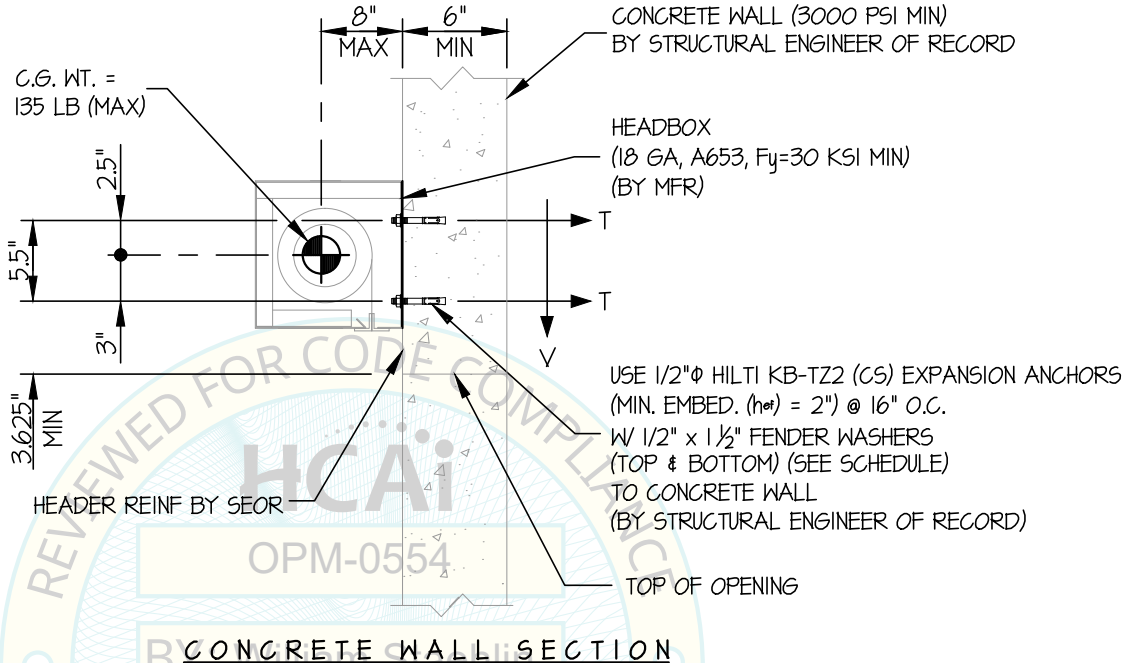 8"
MAX
6"
MIN
CONCRETE WALL (3000 PSI MIN)
BY STRUCTURAL ENGINEER OF RECORD
C.G. WT. =
135 LB (MAX)
HEADBOX
(18 GA, A653, Fy=30 KSI MIN)
(BY MFR)
2.5"
5.5"
3"
3.625"
MIN
T
T
V
USE 1/2"Φ HILTI KB-TZ2 (CS) EXPANSION ANCHORS
(MIN. EMBED. (hef) = 2") @ 16" O.C.
W/ 1/2" x 1 1/2" FENDER WASHERS
(TOP & BOTTOM) (SEE SCHEDULE)
TO CONCRETE WALL
(BY STRUCTURAL ENGINEER OF RECORD)
HEADER REINF BY SEOR
TOP OF OPENING
REVIEWED FOR CODE COMPLIANCE
HCAi
OPM-0554
BY: William
CONCRETE WALL SECTION